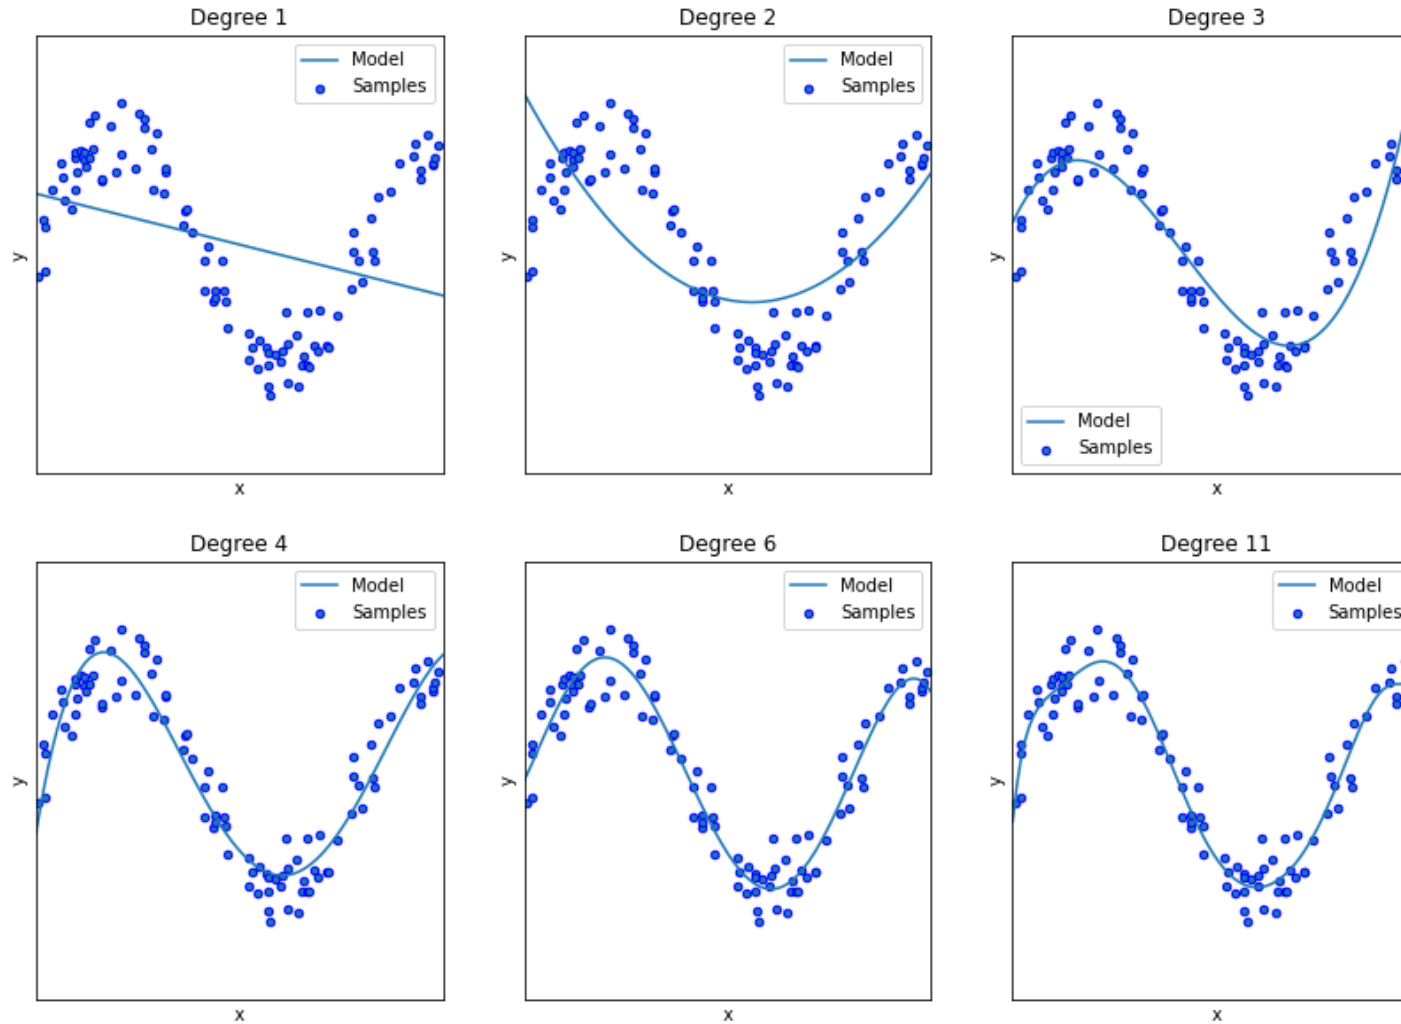 Degree 1
Model
Samples
y
x
Degree 2
Model
Samples
y
x
Degree 3
Model
Samples
y
x
Degree 4
Model
Samples
y
x
Degree 6
Model
Samples
y
x
Degree 11
Model
Samples
y
x